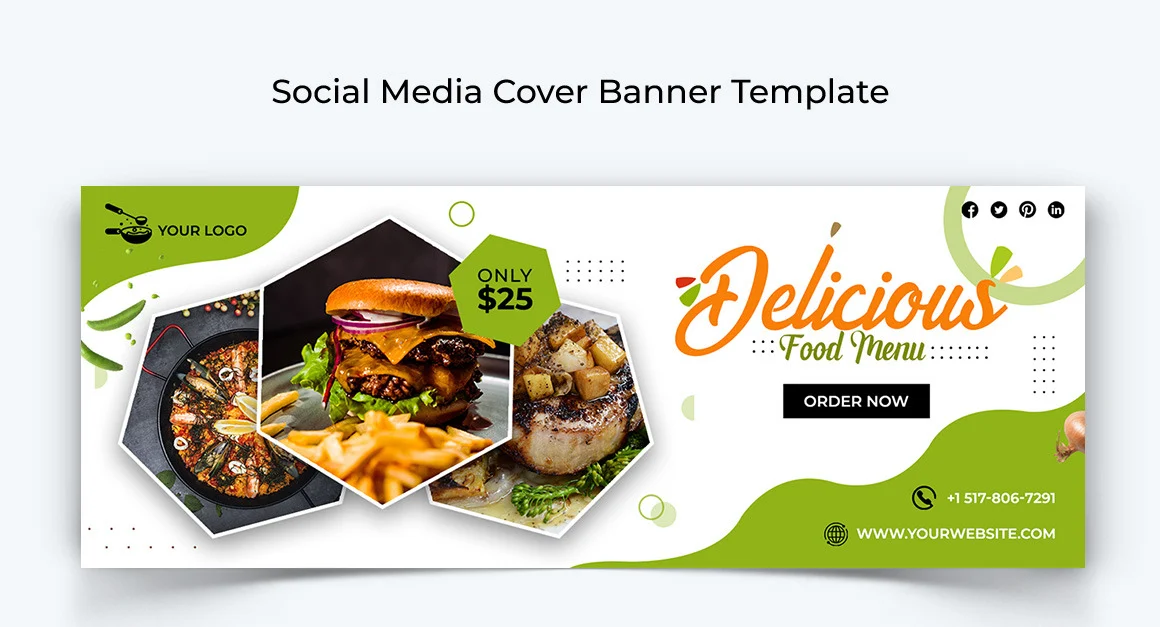 Social Media Cover Banner Template
YOUR LOGO
ONLY
$25
Delicious
Food Menu
ORDER NOW
+1 517-806-7291
WWW.YOURWEBSITE.COM